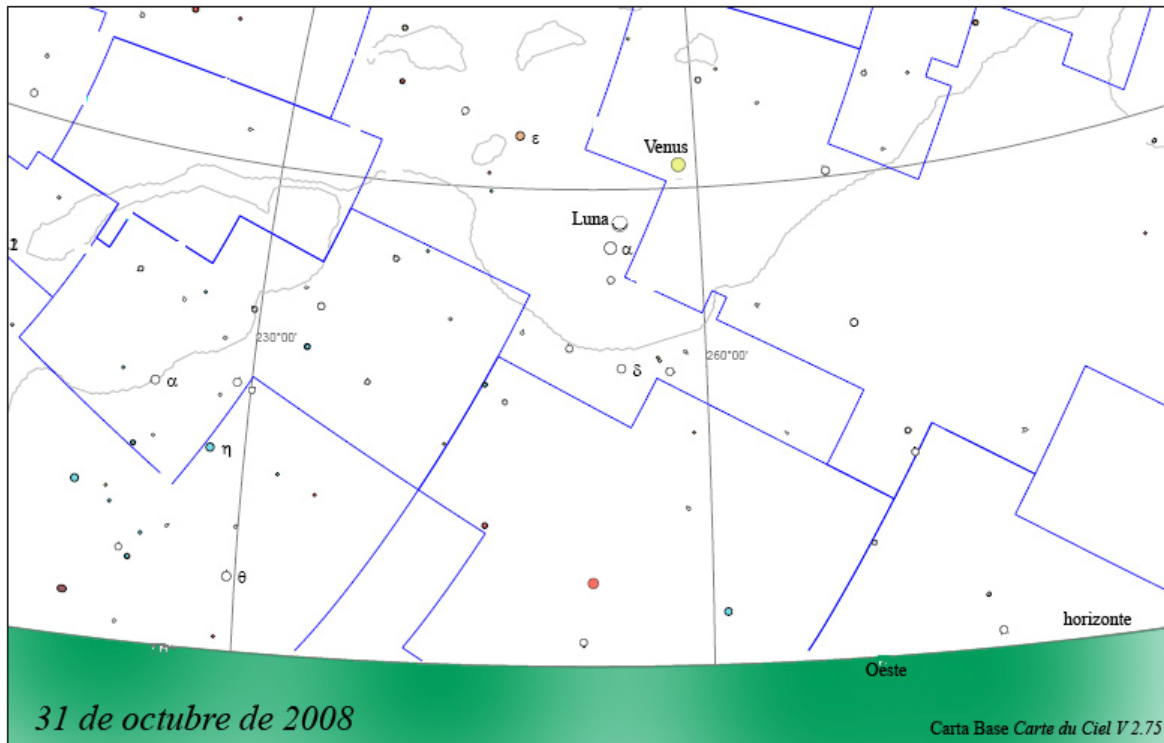 ε
Venus
Luna
α
230°00'
260°00'
α
δ
η
θ
horizonte
Oeste
31 de octubre de 2008
Carta Base Carte du Ciel V 2.75